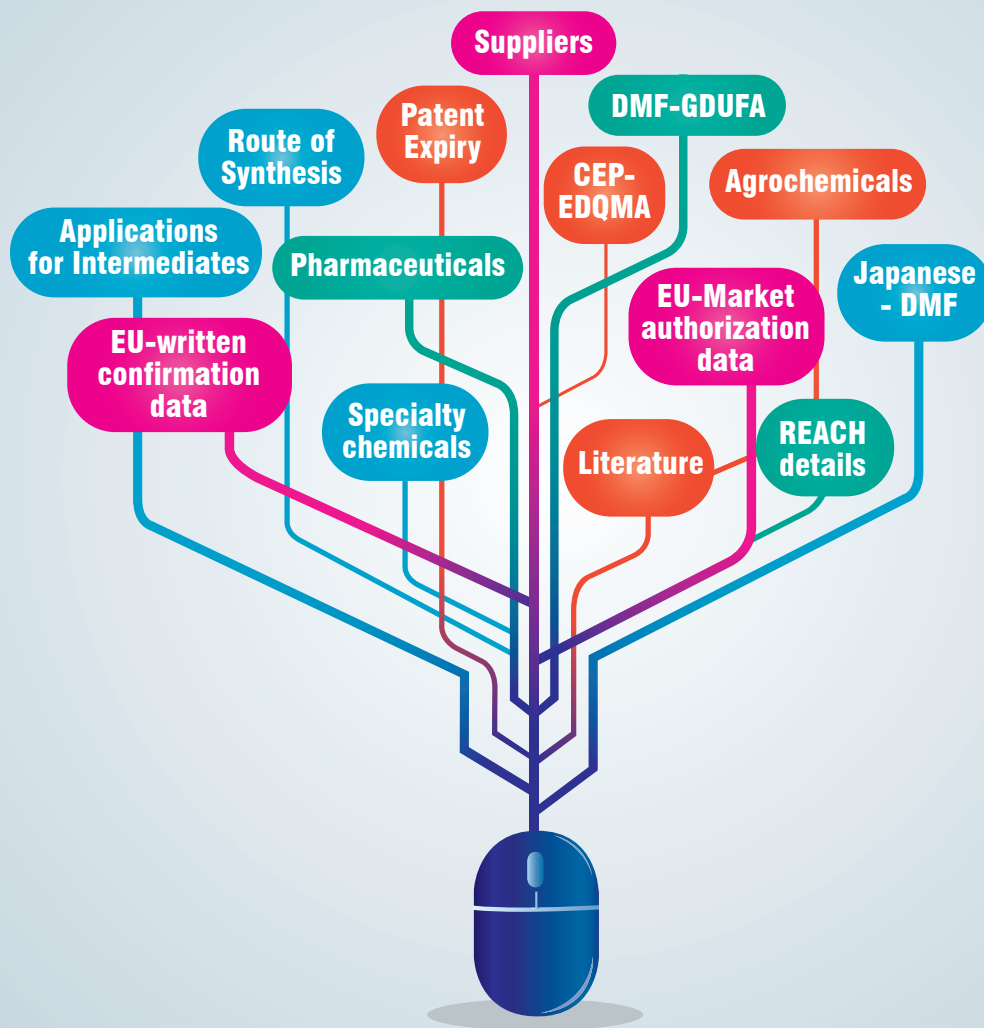 Suppliers
DMF-GDUFA
Patent
Expiry
Route of
Synthesis
CEP-
EDQMA
Agrochemicals
Applications
for Intermediates
Pharmaceuticals
EU-Market
authorization
data
Japanese
- DMF
EU-written
confirmation
data
Specialty
chemicals
Literature
REACH
details